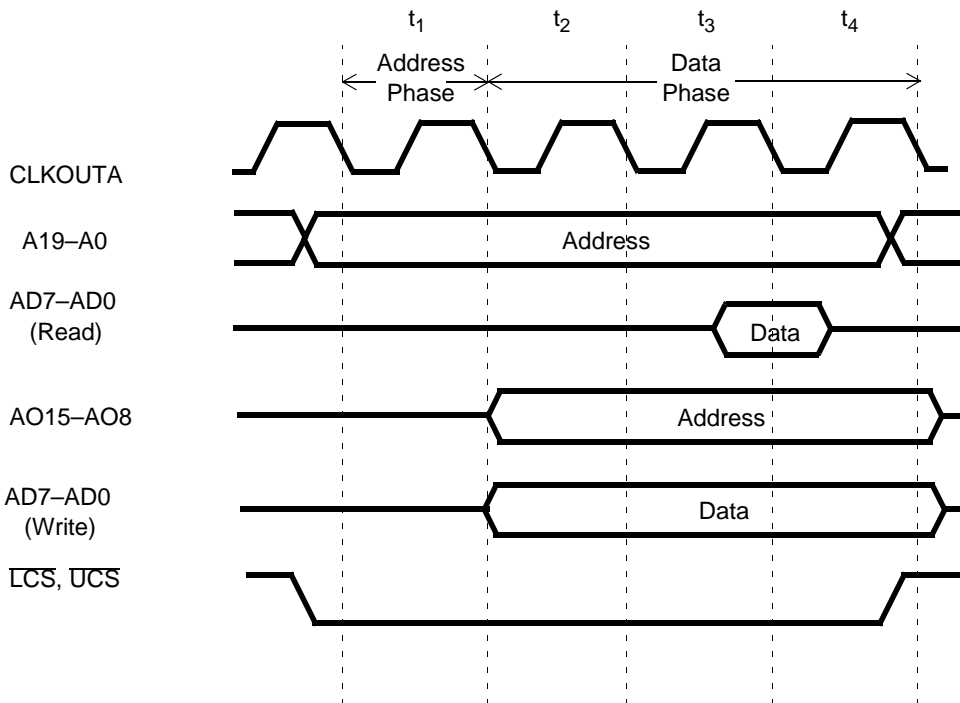 t1 t2 t3 t4
Address Phase
Data Phase
CLKOUTA
A19–A0
Address
AD7–AD0
(Read)
Data
AO15–AO8
Address
AD7–AD0
(Write)
Data
LCS, UCS